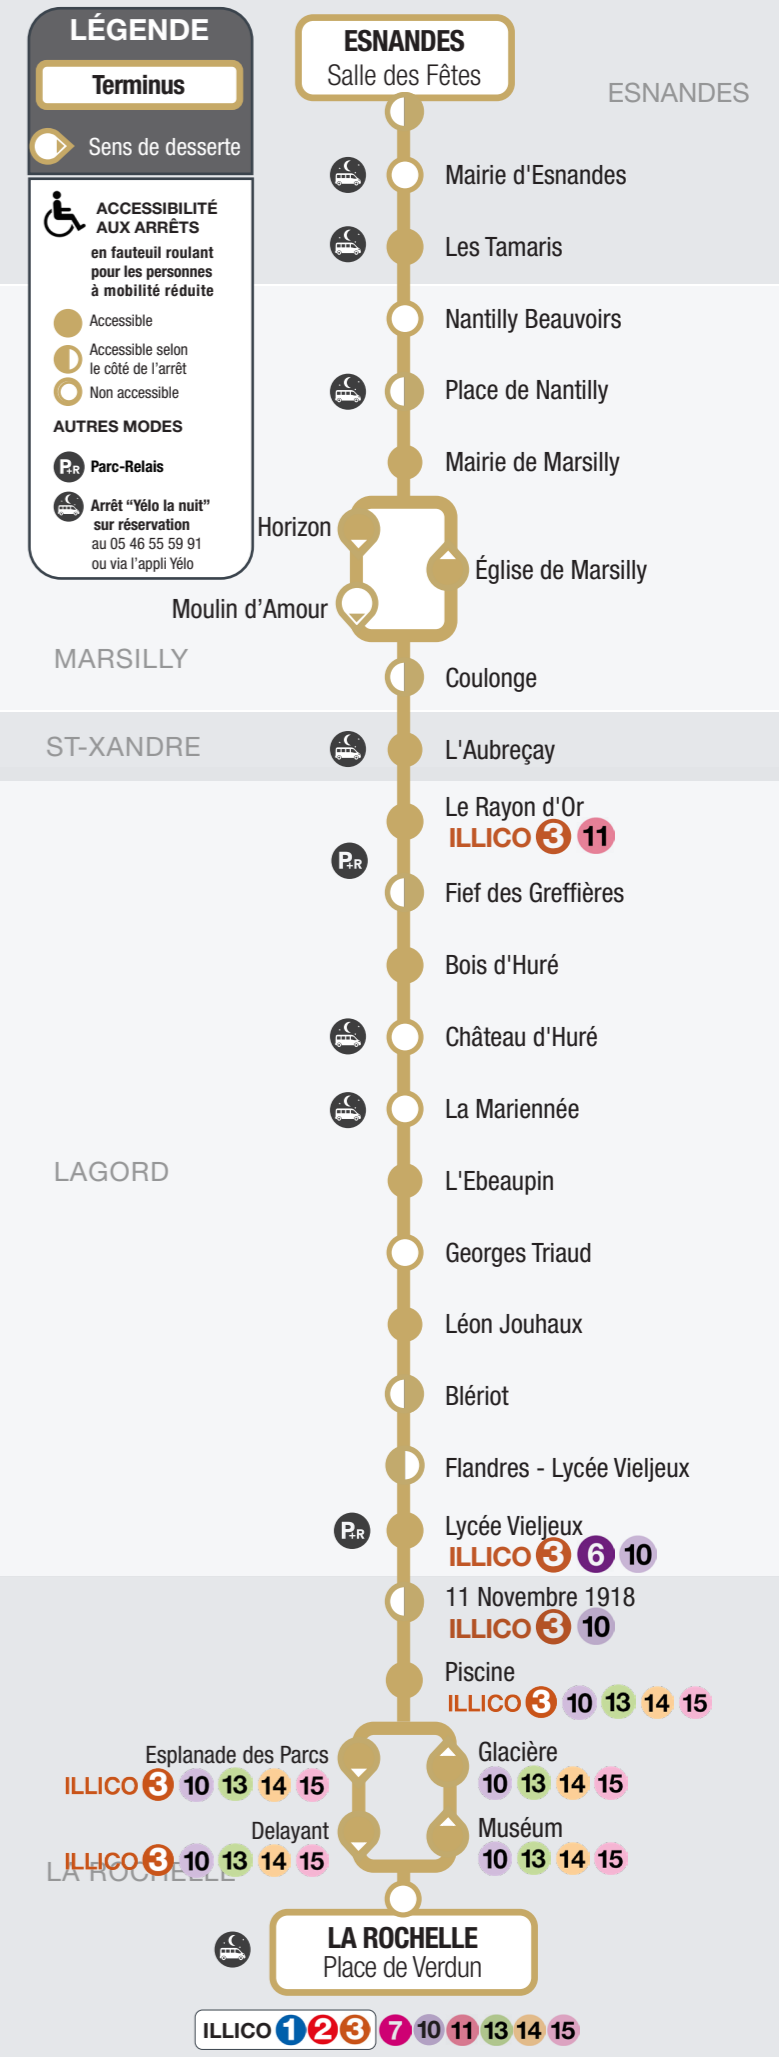 LÉGENDE
Terminus
Sens de desserte
ACCESSIBILITÉ
AUX ARRÊTS
en fauteuil roulant
pour les personnes
à mobilité réduite
Accessible
Accessible selon
le côté de l'arrêt
Non accessible
AUTRES MODES
P+R Parc-Relais
Arrêt "Yélo la nuit"
sur réservation
au 05 46 55 59 91
ou via l'appli Yélo
ESNANDES
Salle des Fêtes
ESNANDES
Mairie d'Esnandes
Les Tamaris
Nantilly Beauvoirs
Place de Nantilly
Mairie de Marsilly
Horizon
Église de Marsilly
Moulin d'Amour
MARSILLY
Coulonge
ST-XANDRE
L'Aubreçay
Le Rayon d'Or
ILLICO 3 11
P+R
Fief des Greffières
Bois d'Huré
Château d'Huré
La Mariennée
LAGORD
L'Ebeaupin
Georges Triaud
Léon Jouhaux
Blériot
Flandres - Lycée Vieljeux
P+R
Lycée Vieljeux
ILLICO 3 6 10
11 Novembre 1918
ILLICO 3 10
Piscine
ILLICO 3 10 13 14 15
Esplanade des Parcs
ILLICO 3 10 13 14 15
Glacière
10 13 14 15
Delayant
ILLICO 3 10 13 14 15
Muséum
10 13 14 15
LA ROCHELLE
LA ROCHELLE
Place de Verdun
ILLICO 1 2 3 7 10 11 13 14 15